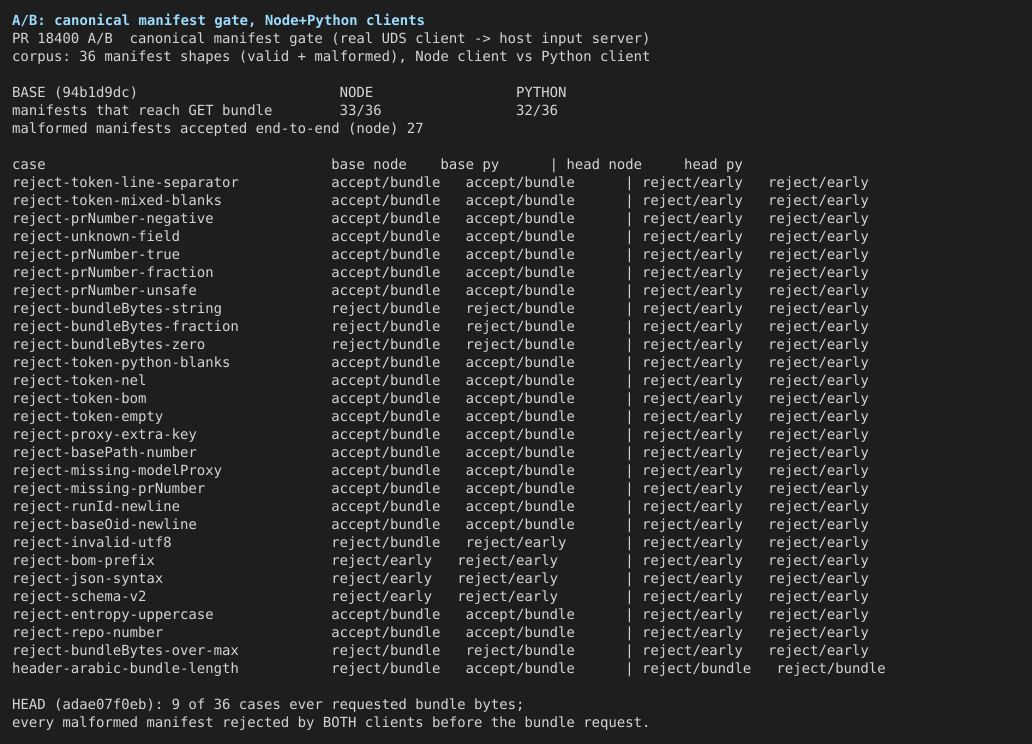 A/B: canonical manifest gate, Node+Python clients
PR 18400 A/B  canonical manifest gate (real UDS client -> host input server)
corpus: 36 manifest shapes (valid + malformed), Node client vs Python client
BASE (94b1d9dc)                        NODE                 PYTHON
manifests that reach GET bundle        33/36                32/36
malformed manifests accepted end-to-end (node) 27
case                                  base node    base py      | head node     head py
reject-token-line-separator           accept/bundle   accept/bundle      | reject/early   reject/early
reject-token-mixed-blanks             accept/bundle   accept/bundle      | reject/early   reject/early
reject-prNumber-negative              accept/bundle   accept/bundle      | reject/early   reject/early
reject-unknown-field                  accept/bundle   accept/bundle      | reject/early   reject/early
reject-prNumber-true                  accept/bundle   accept/bundle      | reject/early   reject/early
reject-prNumber-fraction              accept/bundle   accept/bundle      | reject/early   reject/early
reject-prNumber-unsafe                accept/bundle   accept/bundle      | reject/early   reject/early
reject-bundleBytes-string             reject/bundle   reject/bundle      | reject/early   reject/early
reject-bundleBytes-fraction           reject/bundle   reject/bundle      | reject/early   reject/early
reject-bundleBytes-zero               reject/bundle   reject/bundle      | reject/early   reject/early
reject-token-python-blanks            accept/bundle   accept/bundle      | reject/early   reject/early
reject-token-nel                      accept/bundle   accept/bundle      | reject/early   reject/early
reject-token-bom                      accept/bundle   accept/bundle      | reject/early   reject/early
reject-token-empty                    accept/bundle   accept/bundle      | reject/early   reject/early
reject-proxy-extra-key                accept/bundle   accept/bundle      | reject/early   reject/early
reject-basePath-number                accept/bundle   accept/bundle      | reject/early   reject/early
reject-missing-modelProxy             accept/bundle   accept/bundle      | reject/early   reject/early
reject-missing-prNumber               accept/bundle   accept/bundle      | reject/early   reject/early
reject-runId-newline                  accept/bundle   accept/bundle      | reject/early   reject/early
reject-baseOid-newline                accept/bundle   accept/bundle      | reject/early   reject/early
reject-invalid-utf8                   reject/bundle   reject/early       | reject/early   reject/early
reject-bom-prefix                     reject/early   reject/early        | reject/early   reject/early
reject-json-syntax                    reject/early   reject/early        | reject/early   reject/early
reject-schema-v2                      reject/early   reject/early        | reject/early   reject/early
reject-entropy-uppercase              accept/bundle   accept/bundle      | reject/early   reject/early
reject-repo-number                    accept/bundle   accept/bundle      | reject/early   reject/early
reject-bundleBytes-over-max           reject/bundle   reject/bundle      | reject/early   reject/early
header-arabic-bundle-length           reject/bundle   accept/bundle      | reject/bundle   reject/bundle
HEAD (adae07f0eb): 9 of 36 cases ever requested bundle bytes;
every malformed manifest rejected by BOTH clients before the bundle request.